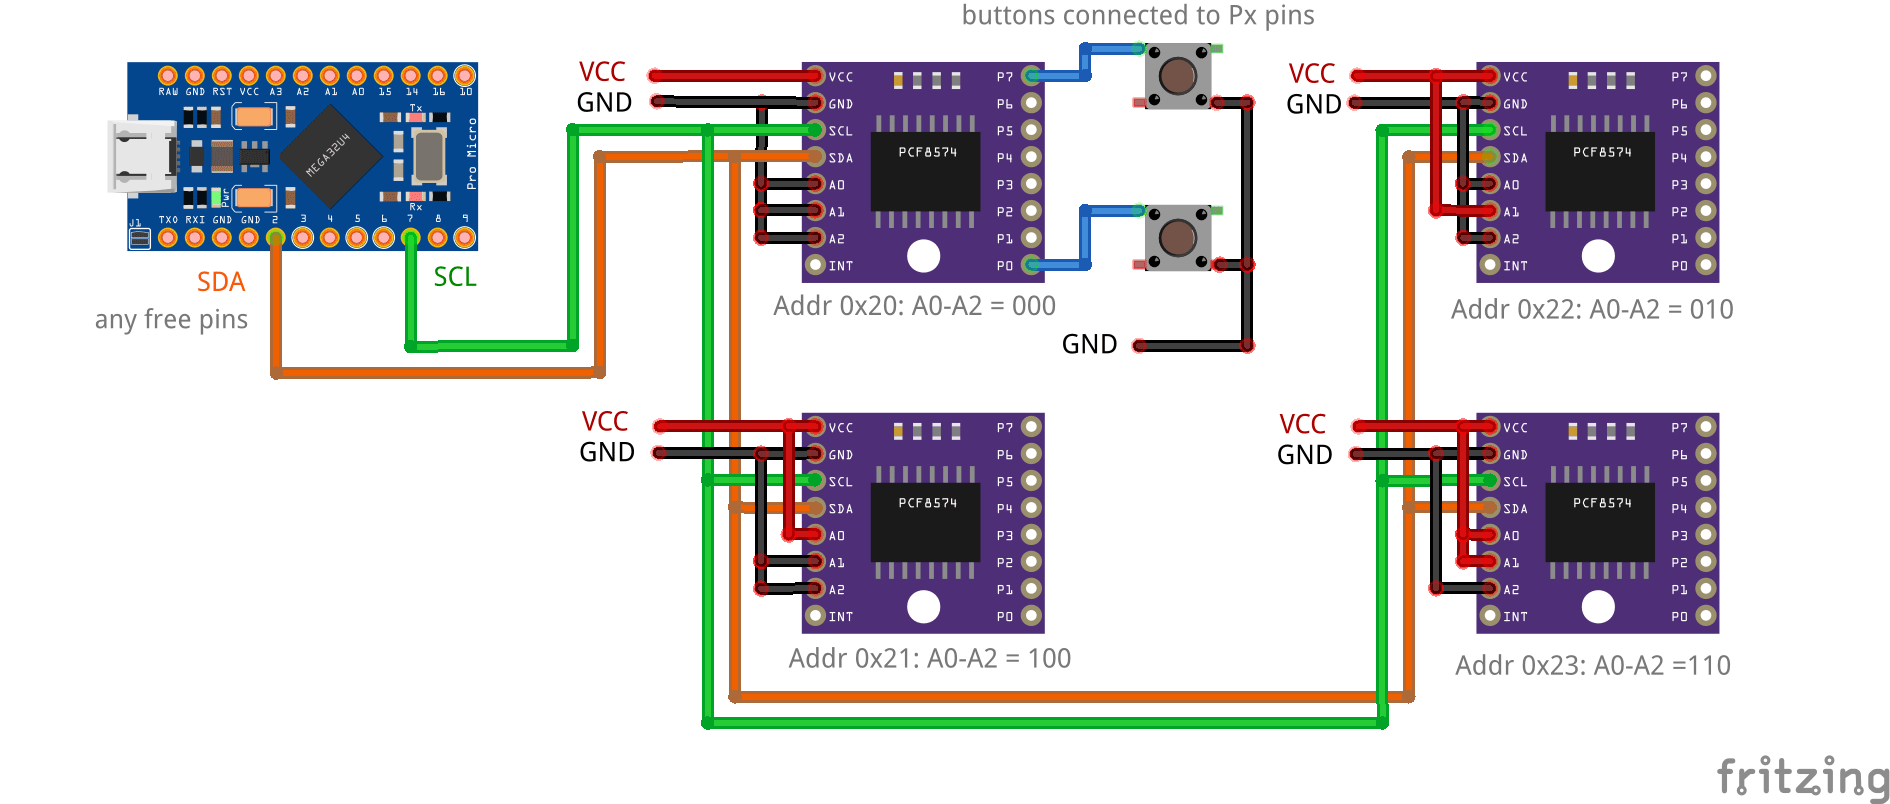 buttons connected to Px pins
RAW GND RST VCC A3 A2 A1 A0 15 14 16 10
Tx
MEGA32U4
Pro Micro
Pwr
Rx
J1
TX0 RXI GND GND 2 3 4 5 6 7 8 9
SDA
SCL
any free pins
VCC
GND
VCC
GND
SCL
SDA
A0
A1
A2
INT
PCF8574
P7
P6
P5
P4
P3
P2
P1
P0
Addr 0x20: A0-A2 = 000
GND
VCC
GND
VCC
GND
SCL
SDA
A0
A1
A2
INT
PCF8574
P7
P6
P5
P4
P3
P2
P1
P0
Addr 0x22: A0-A2 = 010
VCC
GND
VCC
GND
SCL
SDA
A0
A1
A2
INT
PCF8574
P7
P6
P5
P4
P3
P2
P1
P0
Addr 0x21: A0-A2 = 100
VCC
GND
VCC
GND
SCL
SDA
A0
A1
A2
INT
PCF8574
P7
P6
P5
P4
P3
P2
P1
P0
Addr 0x23: A0-A2 =110
fritzing